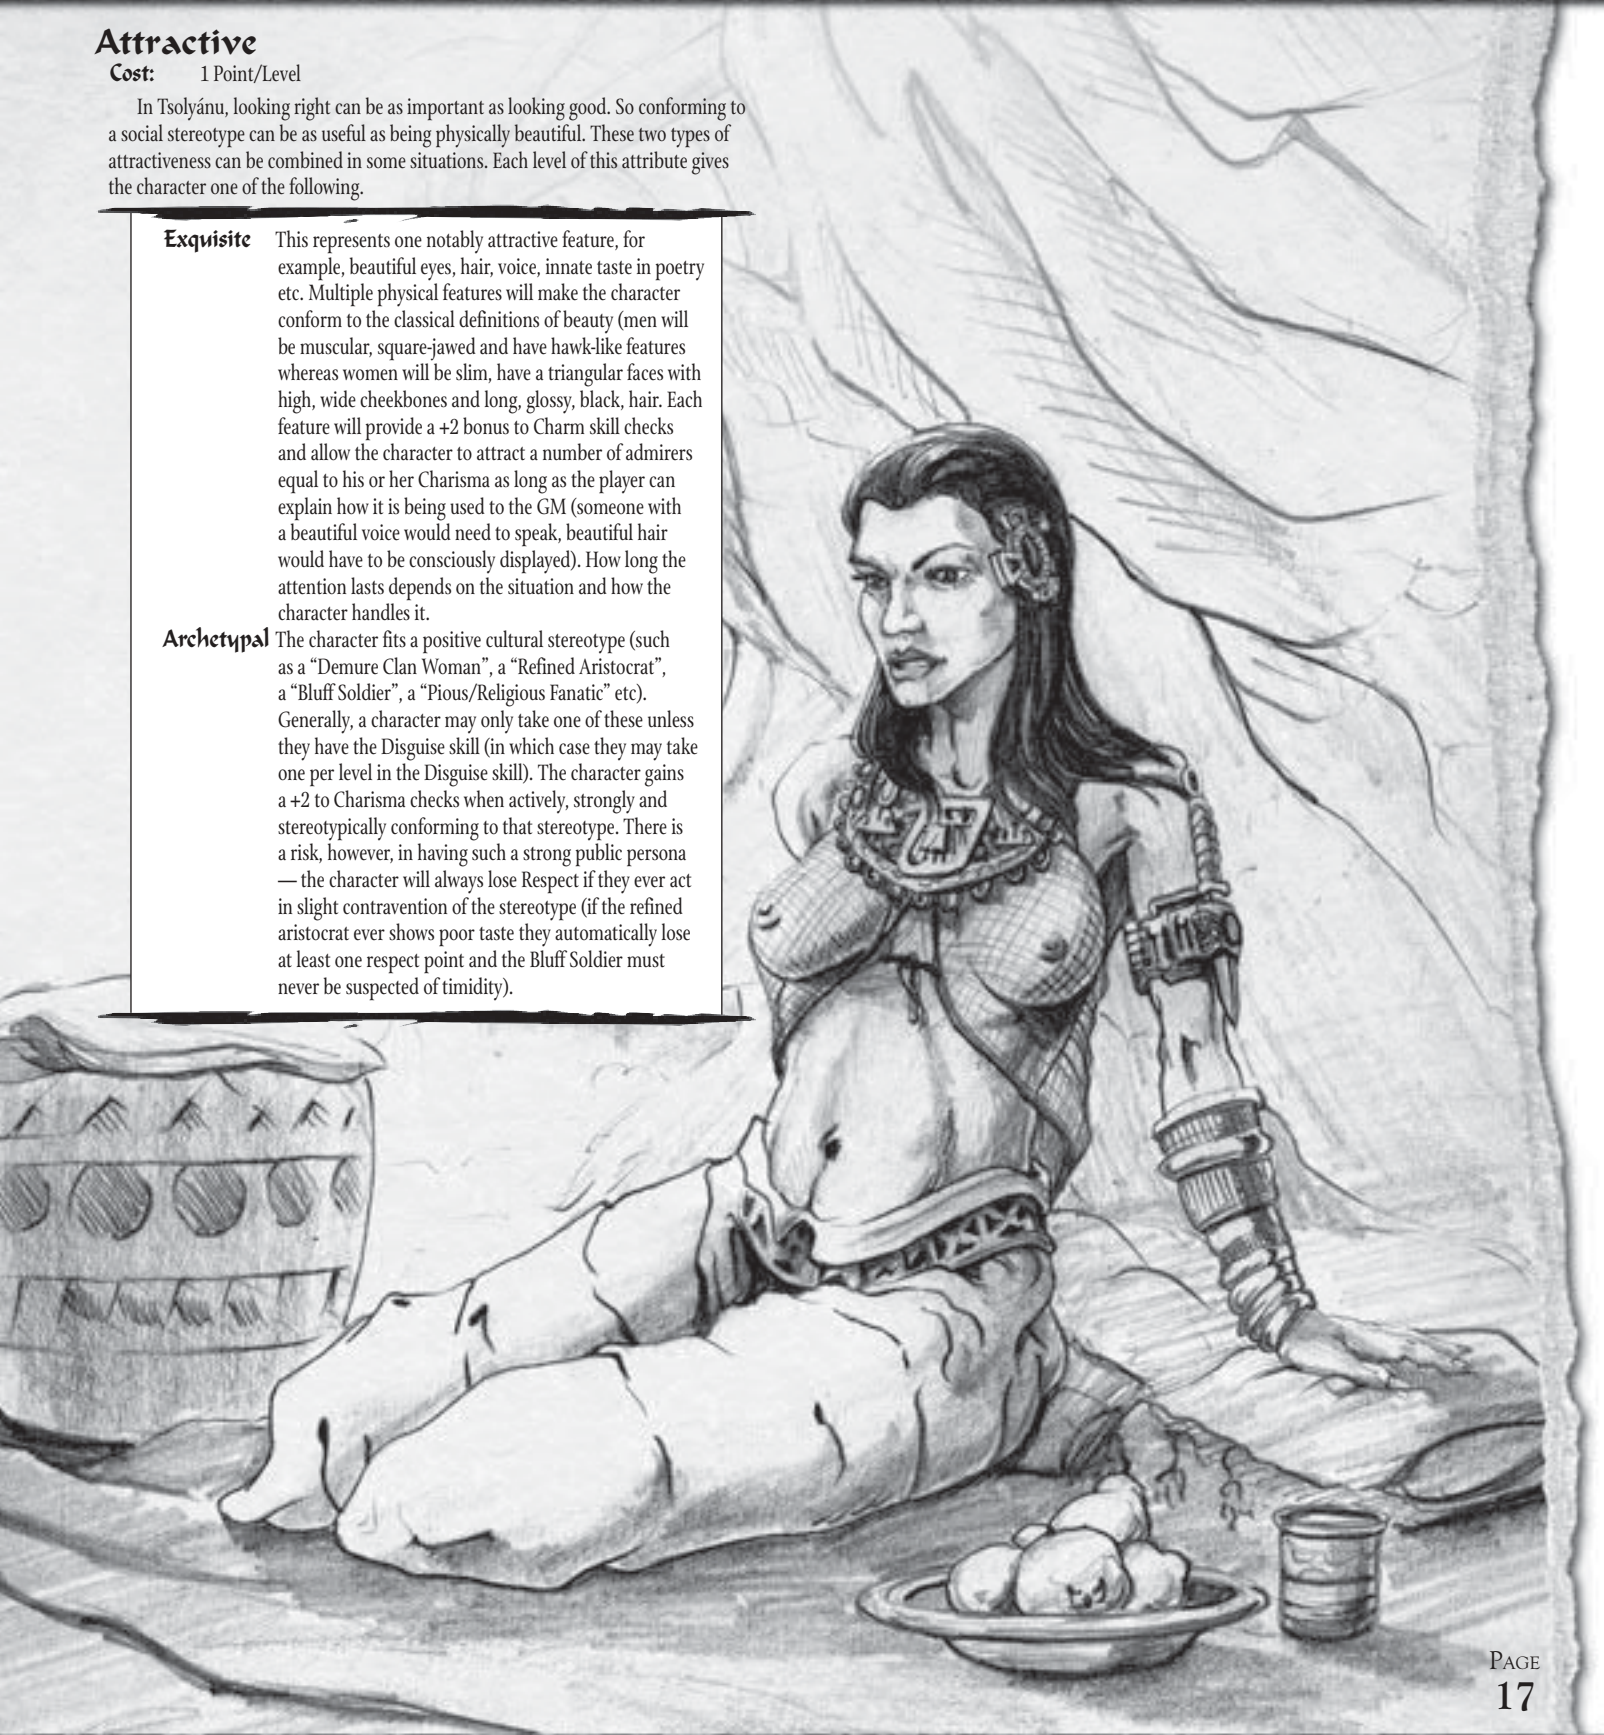 Attractive
Cost: 1 Point/Level
In Tsolyánu, looking right can be as important as looking good. So conforming to
a social stereotype can be as useful as being physically beautiful. These two types of
attractiveness can be combined in some situations. Each level of this attribute gives
the character one of the following.
Exquisite This represents one notably attractive feature, for
example, beautiful eyes, hair, voice, innate taste in poetry
etc. Multiple physical features will make the character
conform to the classical definitions of beauty (men will
be muscular, square-jawed and have hawk-like features
whereas women will be slim, have a triangular faces with
high, wide cheekbones and long, glossy, black, hair. Each
feature will provide a +2 bonus to Charm skill checks
and allow the character to attract a number of admirers
equal to his or her Charisma as long as the player can
explain how it is being used to the GM (someone with
a beautiful voice would need to speak, beautiful hair
would have to be consciously displayed). How long the
attention lasts depends on the situation and how the
character handles it.
Archetypal The character fits a positive cultural stereotype (such
as a “Demure Clan Woman”, a “Refined Aristocrat”,
a “Bluff Soldier”, a “Pious/Religious Fanatic” etc).
Generally, a character may only take one of these unless
they have the Disguise skill (in which case they may take
one per level in the Disguise skill). The character gains
a +2 to Charisma checks when actively, strongly and
stereotypically conforming to that stereotype. There is
a risk, however, in having such a strong public persona
— the character will always lose Respect if they ever act
in slight contravention of the stereotype (if the refined
aristocrat ever shows poor taste they automatically lose
at least one respect point and the Bluff Soldier must
never be suspected of timidity).
PAGE
17